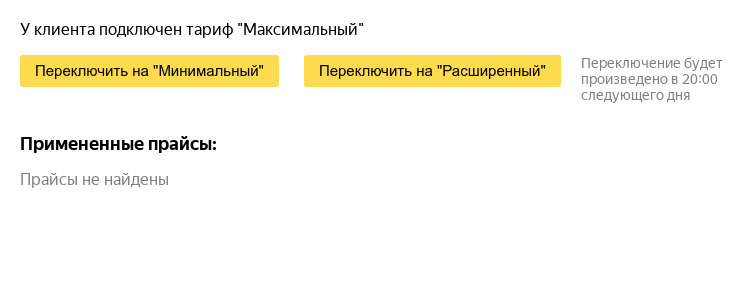 У клиента подключен тариф "Максимальный"
Переключить на "Минимальный"
Переключить на "Расширенный"
Переключение будет
произведено в 20:00
следующего дня
Примененные прайсы:
Прайсы не найдены